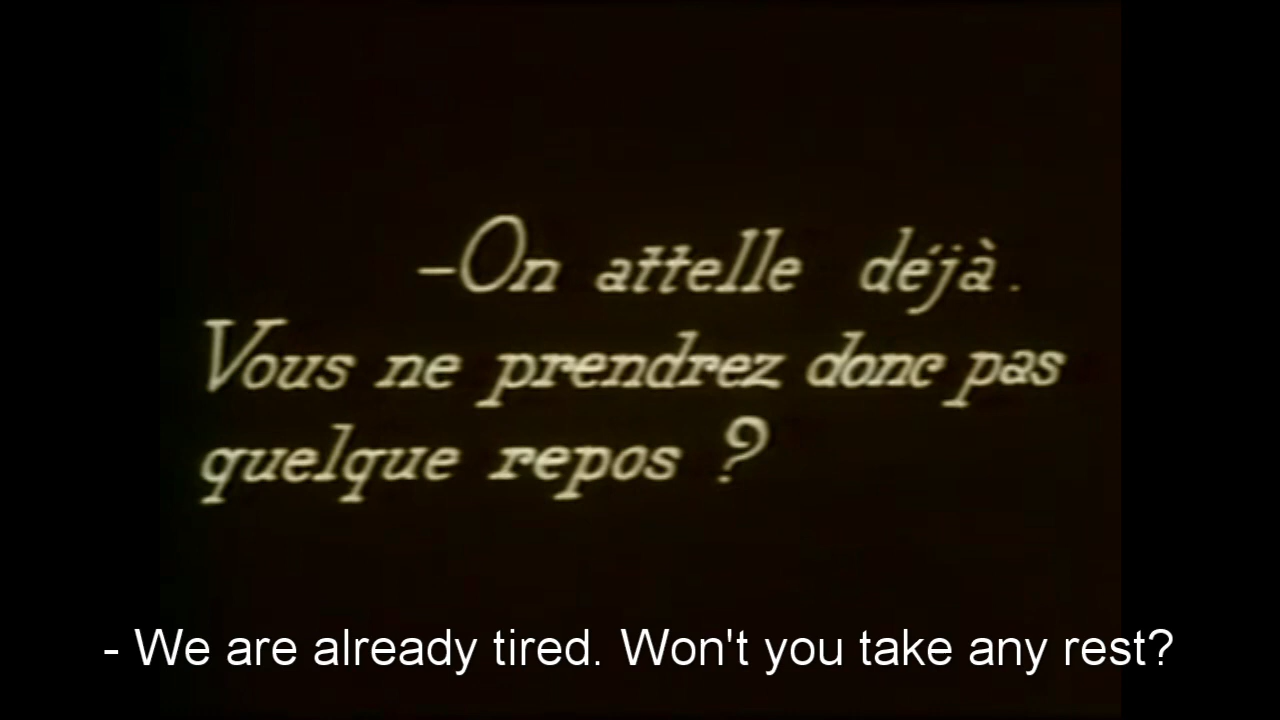 –On attelle déjà.
Vous ne prendrez donc pas
quelque repos ?
- We are already tired. Won't you take any rest?